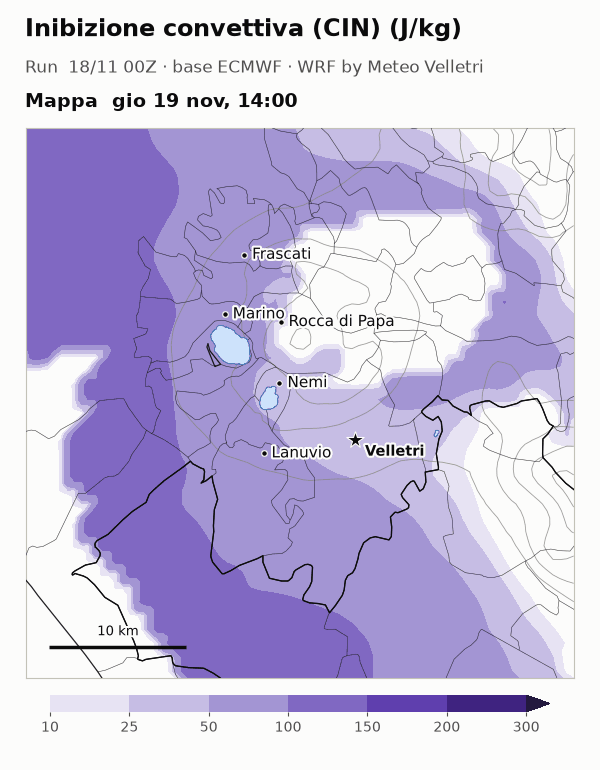 Inibizione convettiva (CIN) (J/kg)
Run  18/11 00Z · base ECMWF · WRF by Meteo Velletri
Mappa  gio 19 nov, 14:00
Frascati
Marino
Rocca di Papa
Nemi
Velletri
Lanuvio
10 km
10 25 50 100 150 200 300